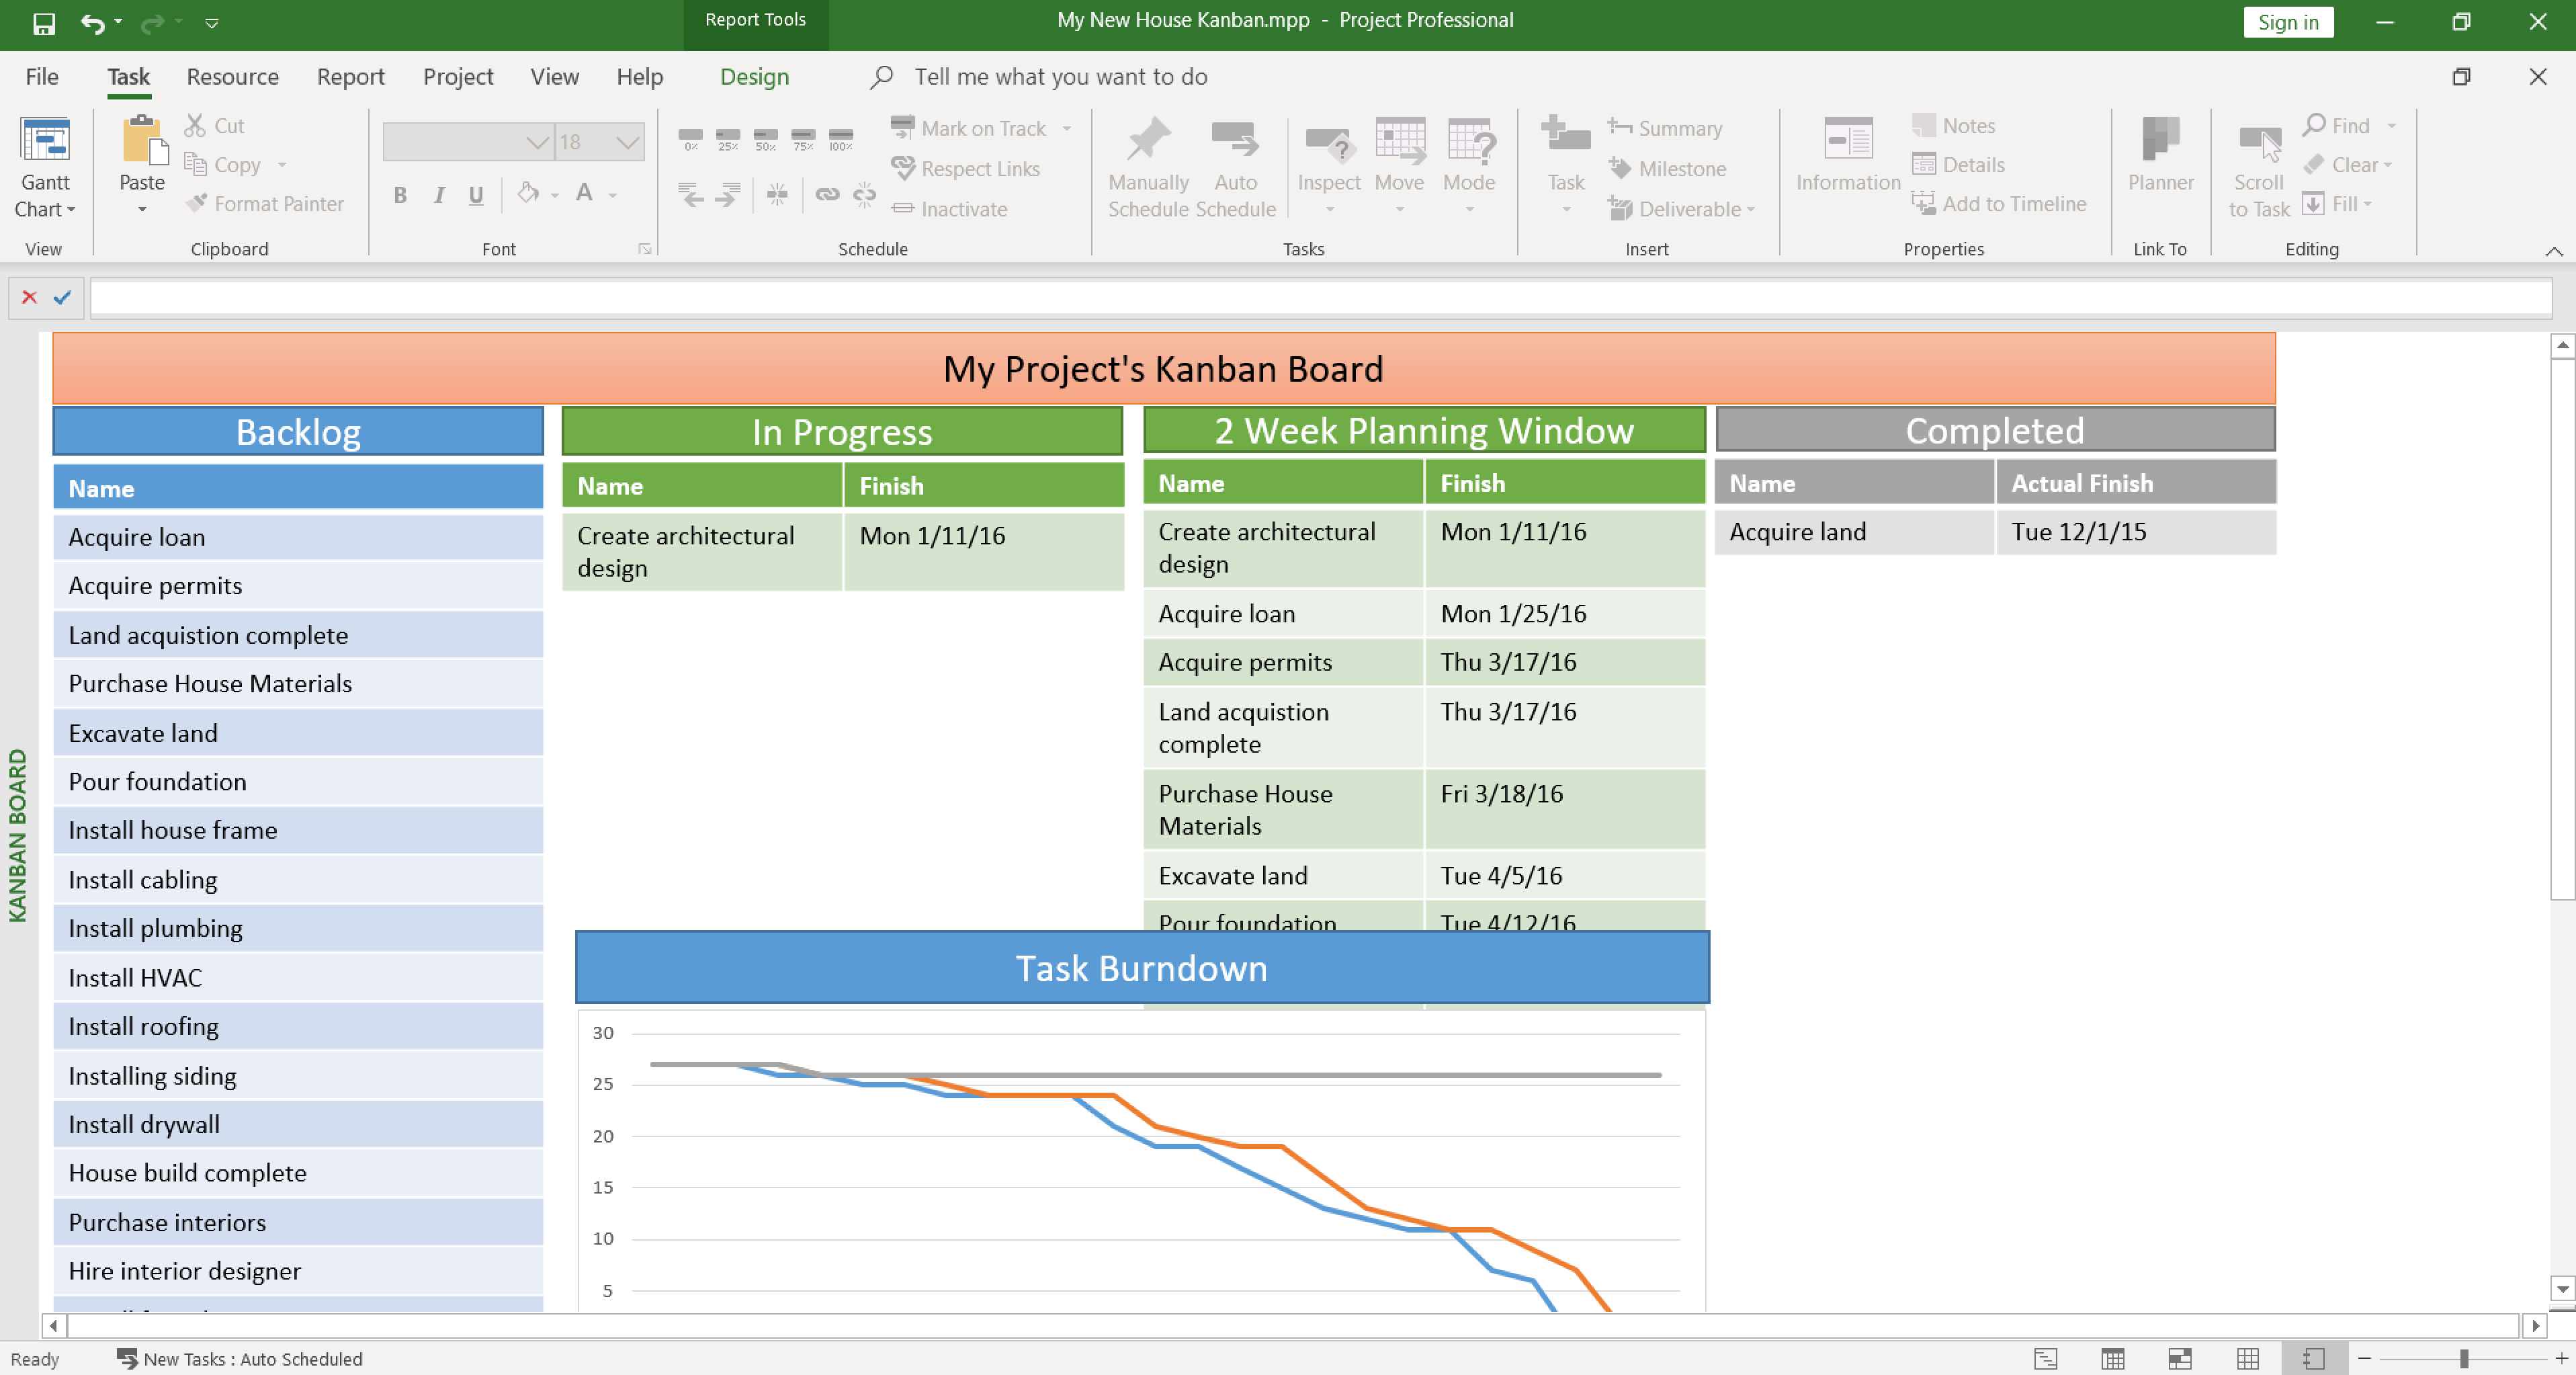 Report Tools
My New House Kanban.mpp - Project Professional
Sign in
File Task Resource Report Project View Help Design Tell me what you want to do
Gantt
Chart
View
Paste
Cut
Copy
Format Painter
Clipboard
18
B I U A
Font
0% 25% 50% 75% 100%
Mark on Track
Respect Links
Inactivate
Schedule
Manually
Schedule
Auto
Schedule
Inspect
Move
Mode
Tasks
Task
Summary
Milestone
Deliverable
Insert
Information
Notes
Details
Add to Timeline
Properties
Planner
Link To
Scroll
to Task
Find
Clear
Fill
Editing
KANBAN BOARD
My Project's Kanban Board
Backlog
Name
Acquire loan
Acquire permits
Land acquistion complete
Purchase House Materials
Excavate land
Pour foundation
Install house frame
Install cabling
Install plumbing
Install HVAC
Install roofing
Installing siding
Install drywall
House build complete
Purchase interiors
Hire interior designer
In Progress
Name Finish
Create architectural Mon 1/11/16
design
2 Week Planning Window
Name Finish
Create architectural Mon 1/11/16
design
Acquire loan Mon 1/25/16
Acquire permits Thu 3/17/16
Land acquistion Thu 3/17/16
complete
Purchase House Fri 3/18/16
Materials
Excavate land Tue 4/5/16
Pour foundation Tue 4/12/16
Completed
Name Actual Finish
Acquire land Tue 12/1/15
Task Burndown
30
25
20
15
10
5
Ready New Tasks : Auto Scheduled